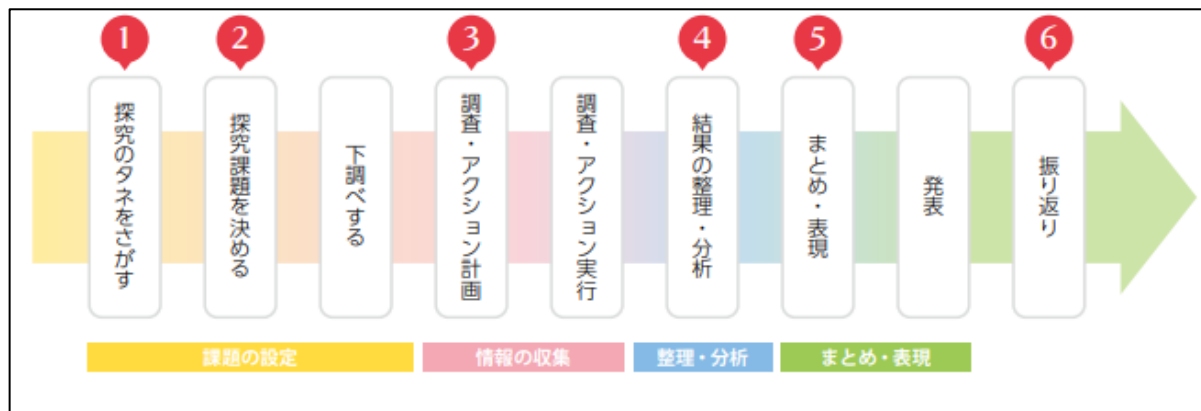 1
2
3
4
5
6
探究のタネをさがす
探究課題を決める
下調べする
調査・アクション計画
調査・アクション実行
結果の整理・分析
まとめ・表現
発表
振り返り
課題の設定
情報の収集
整理・分析
まとめ・表現